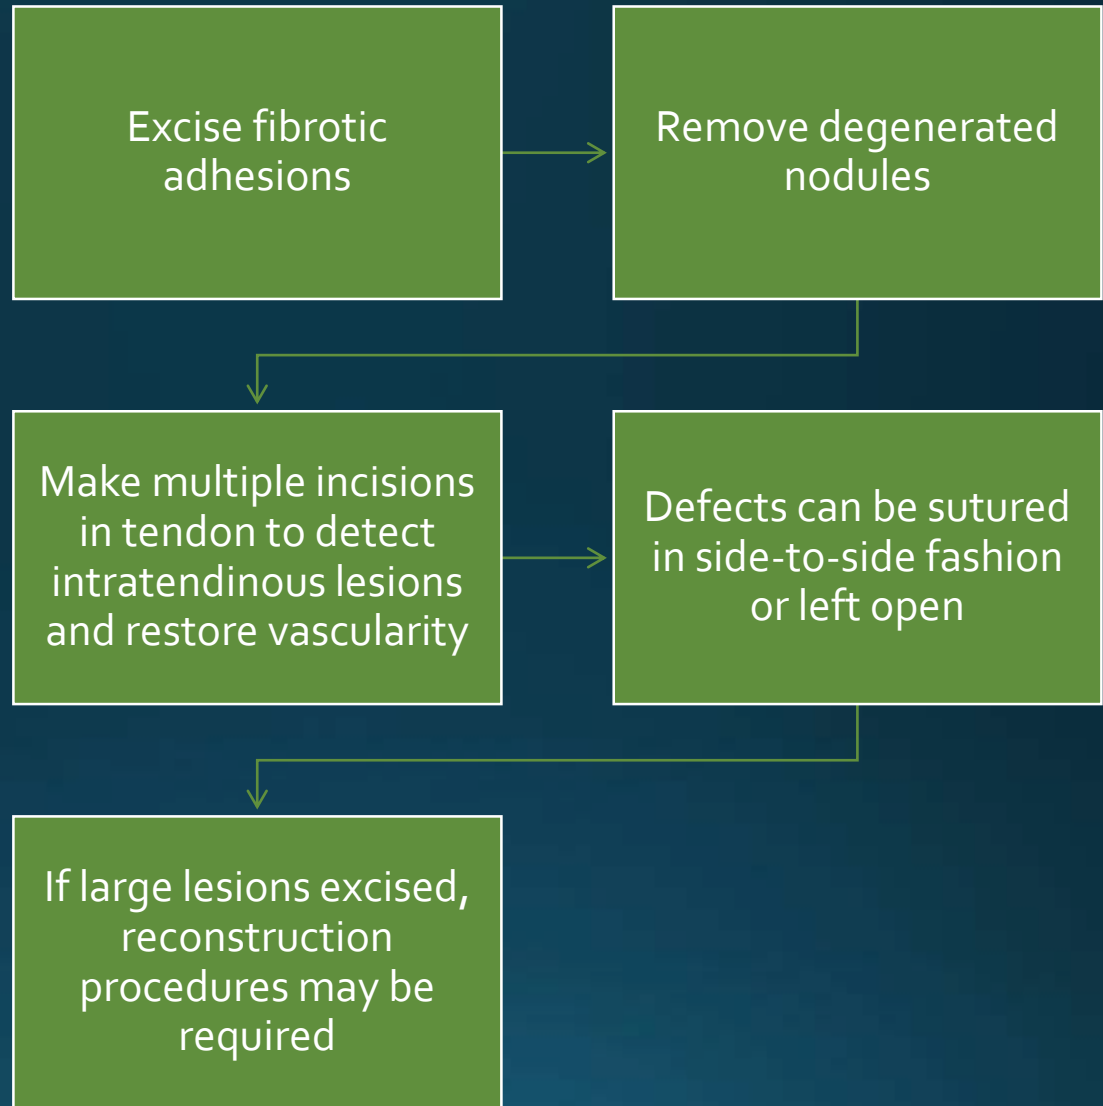 Excise fibrotic
adhesions
Remove degenerated
nodules
Make multiple incisions
in tendon to detect
intratendinous lesions
and restore vascularity
Defects can be sutured
in side-to-side fashion
or left open
If large lesions excised,
reconstruction
procedures may be
required